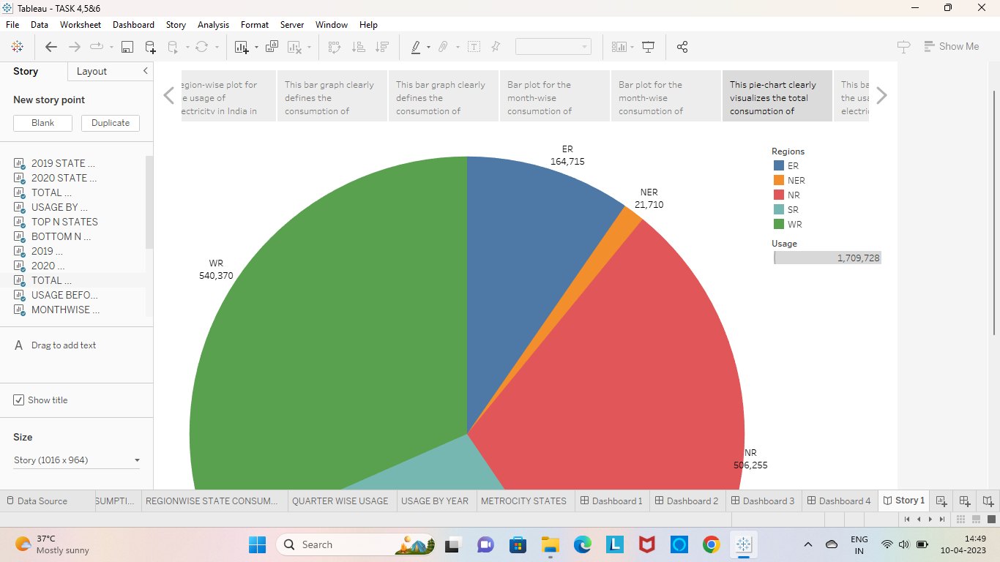 Tableau - TASK 4,5&6
File Data Worksheet Dashboard Story Analysis Format Server Window Help
Show Me
Story Layout
New story point
Blank Duplicate
2019 STATE ...
2020 STATE ...
TOTAL ...
USAGE BY ...
TOP N STATES
BOTTOM N ...
2019 ...
2020 ...
TOTAL ...
USAGE BEFO...
MONTHWISE ...
A Drag to add text
Show title
Size
Story (1016 x 964)
egion-wise plot for
e usage of
ectricity in India in
This bar graph clearly
defines the
consumption of
This bar graph clearly
defines the
consumption of
Bar plot for the
month-wise
consumption of
Bar plot for the
month-wise
consumption of
This pie-chart clearly
visualizes the total
consumption of
This ba
the usa
electric
ER
164,715
NER
21,710
WR
540,370
NR
506,255
Regions
ER
NER
NR
SR
WR
Usage
1,709,728
Data Source SUMPTI... REGIONWISE STATE CONSUM... QUARTER WISE USAGE USAGE BY YEAR METROCITY STATES Dashboard 1 Dashboard 2 Dashboard 3 Dashboard 4 Story 1
37°C
Mostly sunny
Search
L
ENG
IN
14:49
10-04-2023